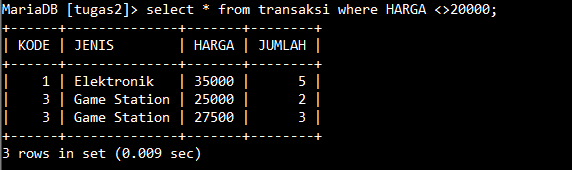 MariaDB [tugas2]> select * from transaksi where HARGA <>20000;
+------+--------------+-------+--------+
| KODE | JENIS        | HARGA | JUMLAH |
+------+--------------+-------+--------+
|    1 | Elektronik   | 35000 |      5 |
|    3 | Game Station | 25000 |      2 |
|    3 | Game Station | 27500 |      3 |
+------+--------------+-------+--------+
3 rows in set (0.009 sec)